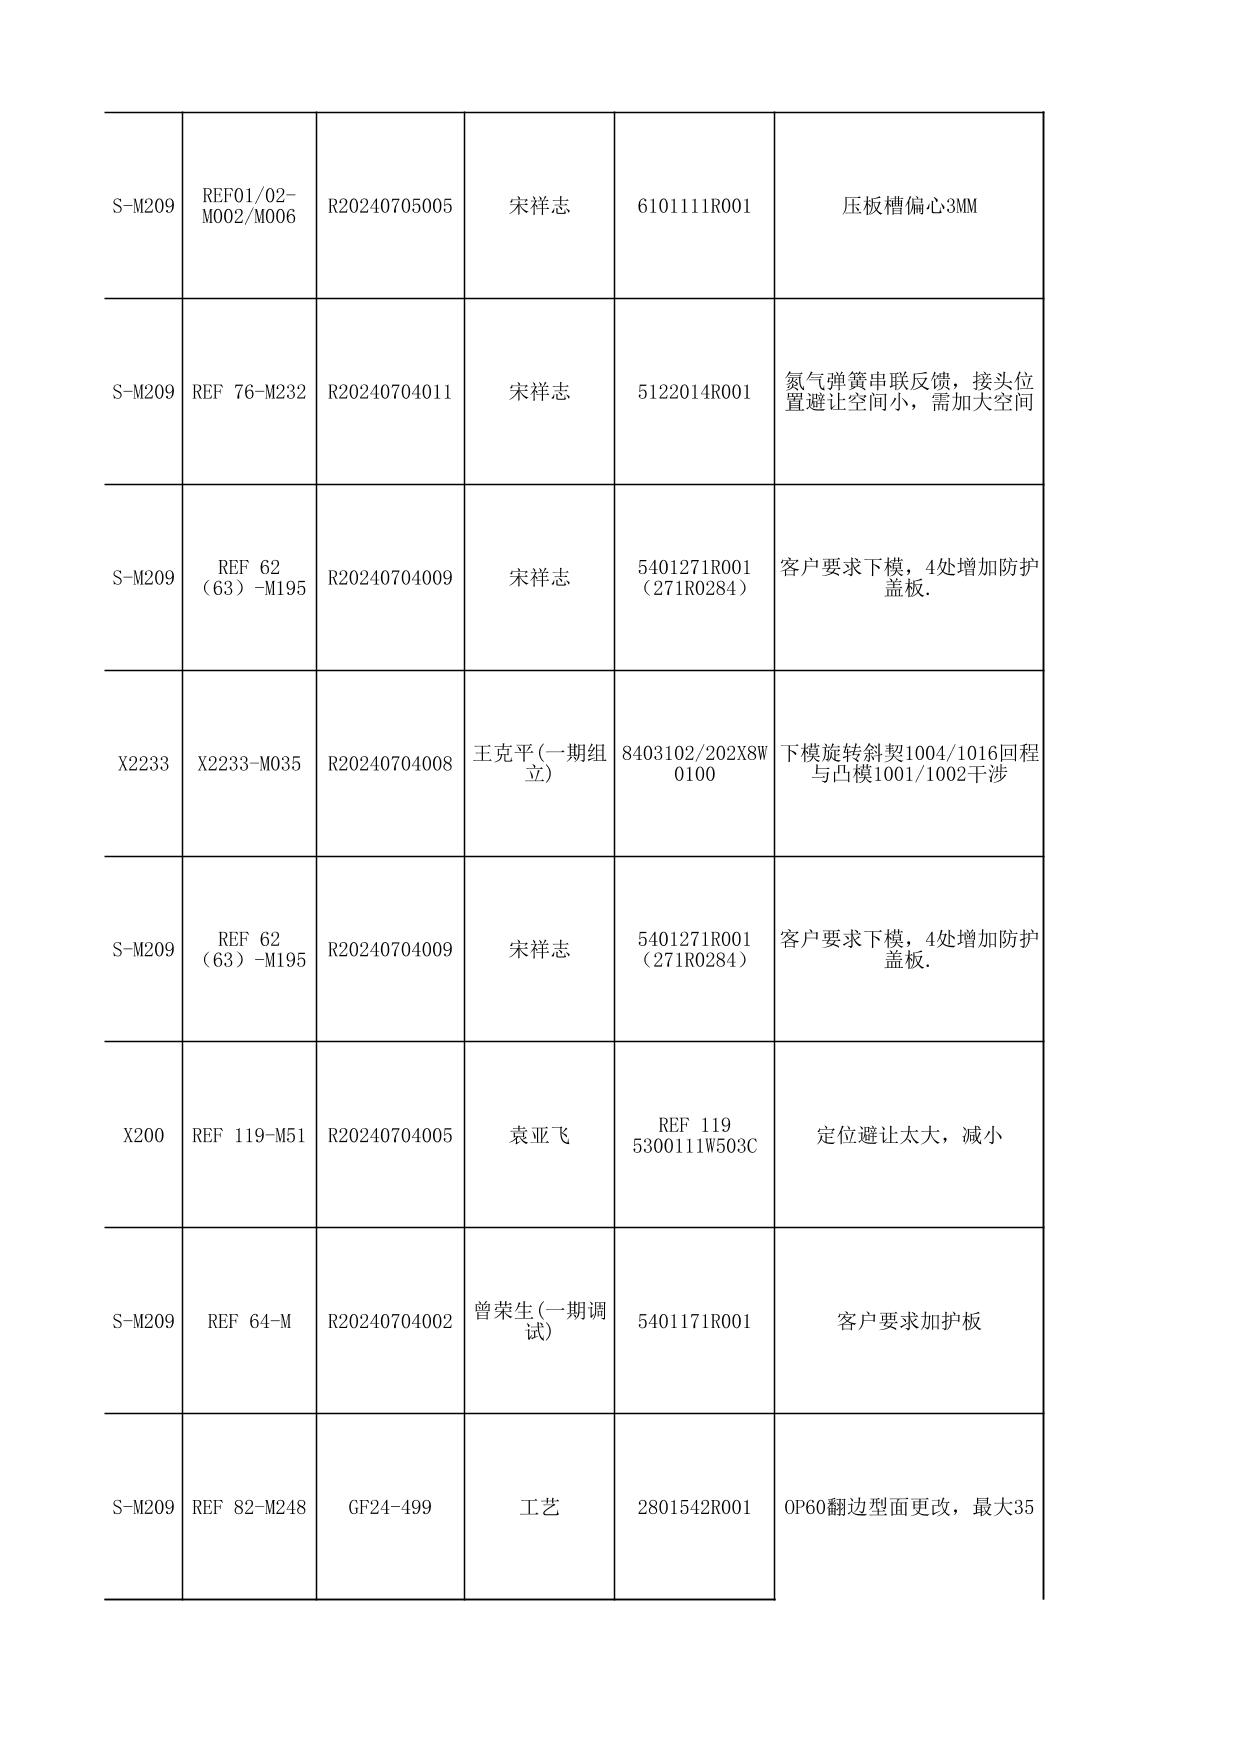 S-M209
REF01/02-
M002/M006
R20240705005
宋祥志
6101111R001
压板槽偏心3MM
S-M209
REF 76-M232
R20240704011
宋祥志
5122014R001
氮气弹簧串联反馈，接头位
置避让空间小，需加大空间
S-M209
REF 62
（63）-M195
R20240704009
宋祥志
5401271R001
（271R0284）
客户要求下模，4处增加防护
盖板.
X2233
X2233-M035
R20240704008
王克平(一期组
立)
8403102/202X8W
0100
下模旋转斜契1004/1016回程
与凸模1001/1002干涉
S-M209
REF 62
（63）-M195
R20240704009
宋祥志
5401271R001
（271R0284）
客户要求下模，4处增加防护
盖板.
X200
REF 119-M51
R20240704005
袁亚飞
REF 119
5300111W503C
定位避让太大，减小
S-M209
REF 64-M
R20240704002
曾荣生(一期调
试)
5401171R001
客户要求加护板
S-M209
REF 82-M248
GF24-499
工艺
2801542R001
OP60翻边型面更改，最大35